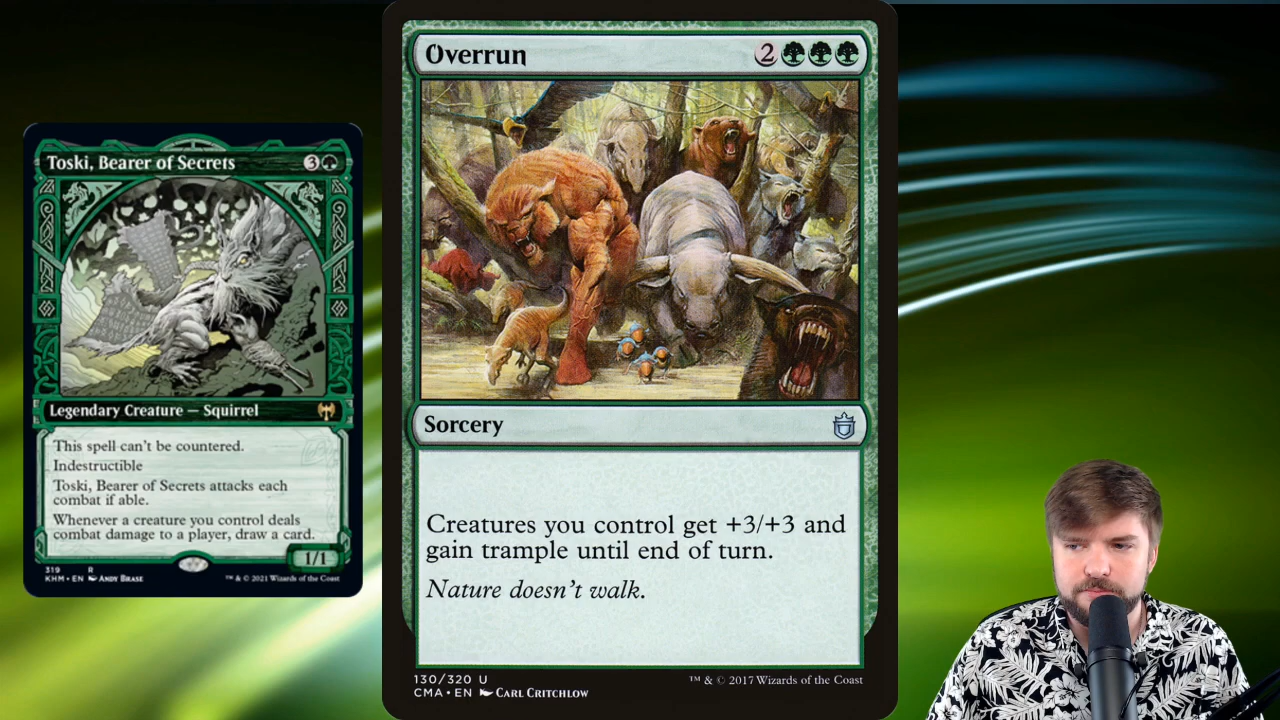 Toski, Bearer of Secrets 3
Legendary Creature — Squirrel
This spell can't be countered.
Indestructible
Toski, Bearer of Secrets attacks each
combat if able.
Whenever a creature you control deals
combat damage to a player, draw a card.
1/1
319 R
KHM • EN ANDY BRASE
™ & © 2021 Wizards of the Coast
Overrun 2
Sorcery
Creatures you control get +3/+3 and
gain trample until end of turn.
Nature doesn't walk.
130/320 U
CMA • EN CARL CRITCHLOW
™ & © 2017 Wizards of the Coast